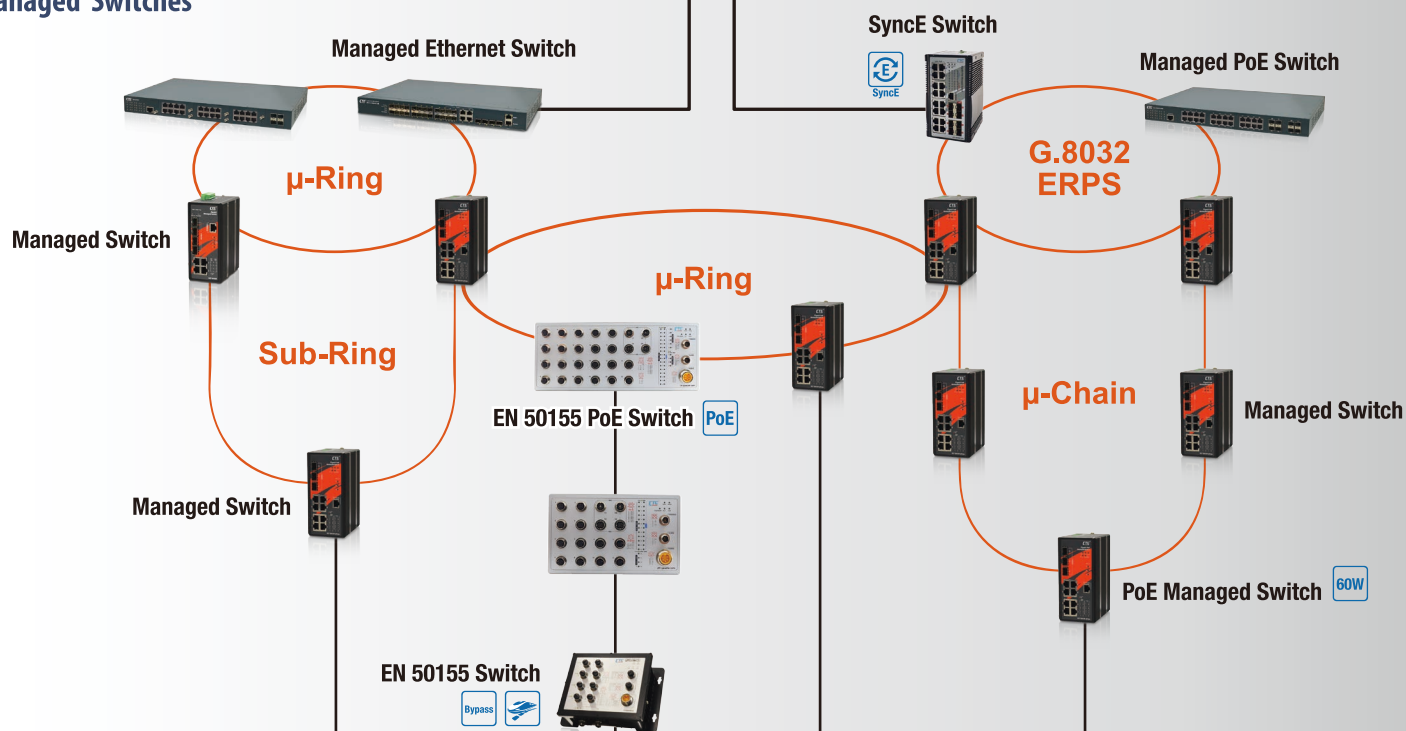 anaged Switches
SyncE Switch
Managed Ethernet Switch
E
SyncE
Managed PoE Switch
G.8032
ERPS
µ-Ring
Managed Switch
µ-Ring
Sub-Ring
µ-Chain
EN 50155 PoE Switch PoE
Managed Switch
Managed Switch
PoE Managed Switch 60W
EN 50155 Switch
Bypass